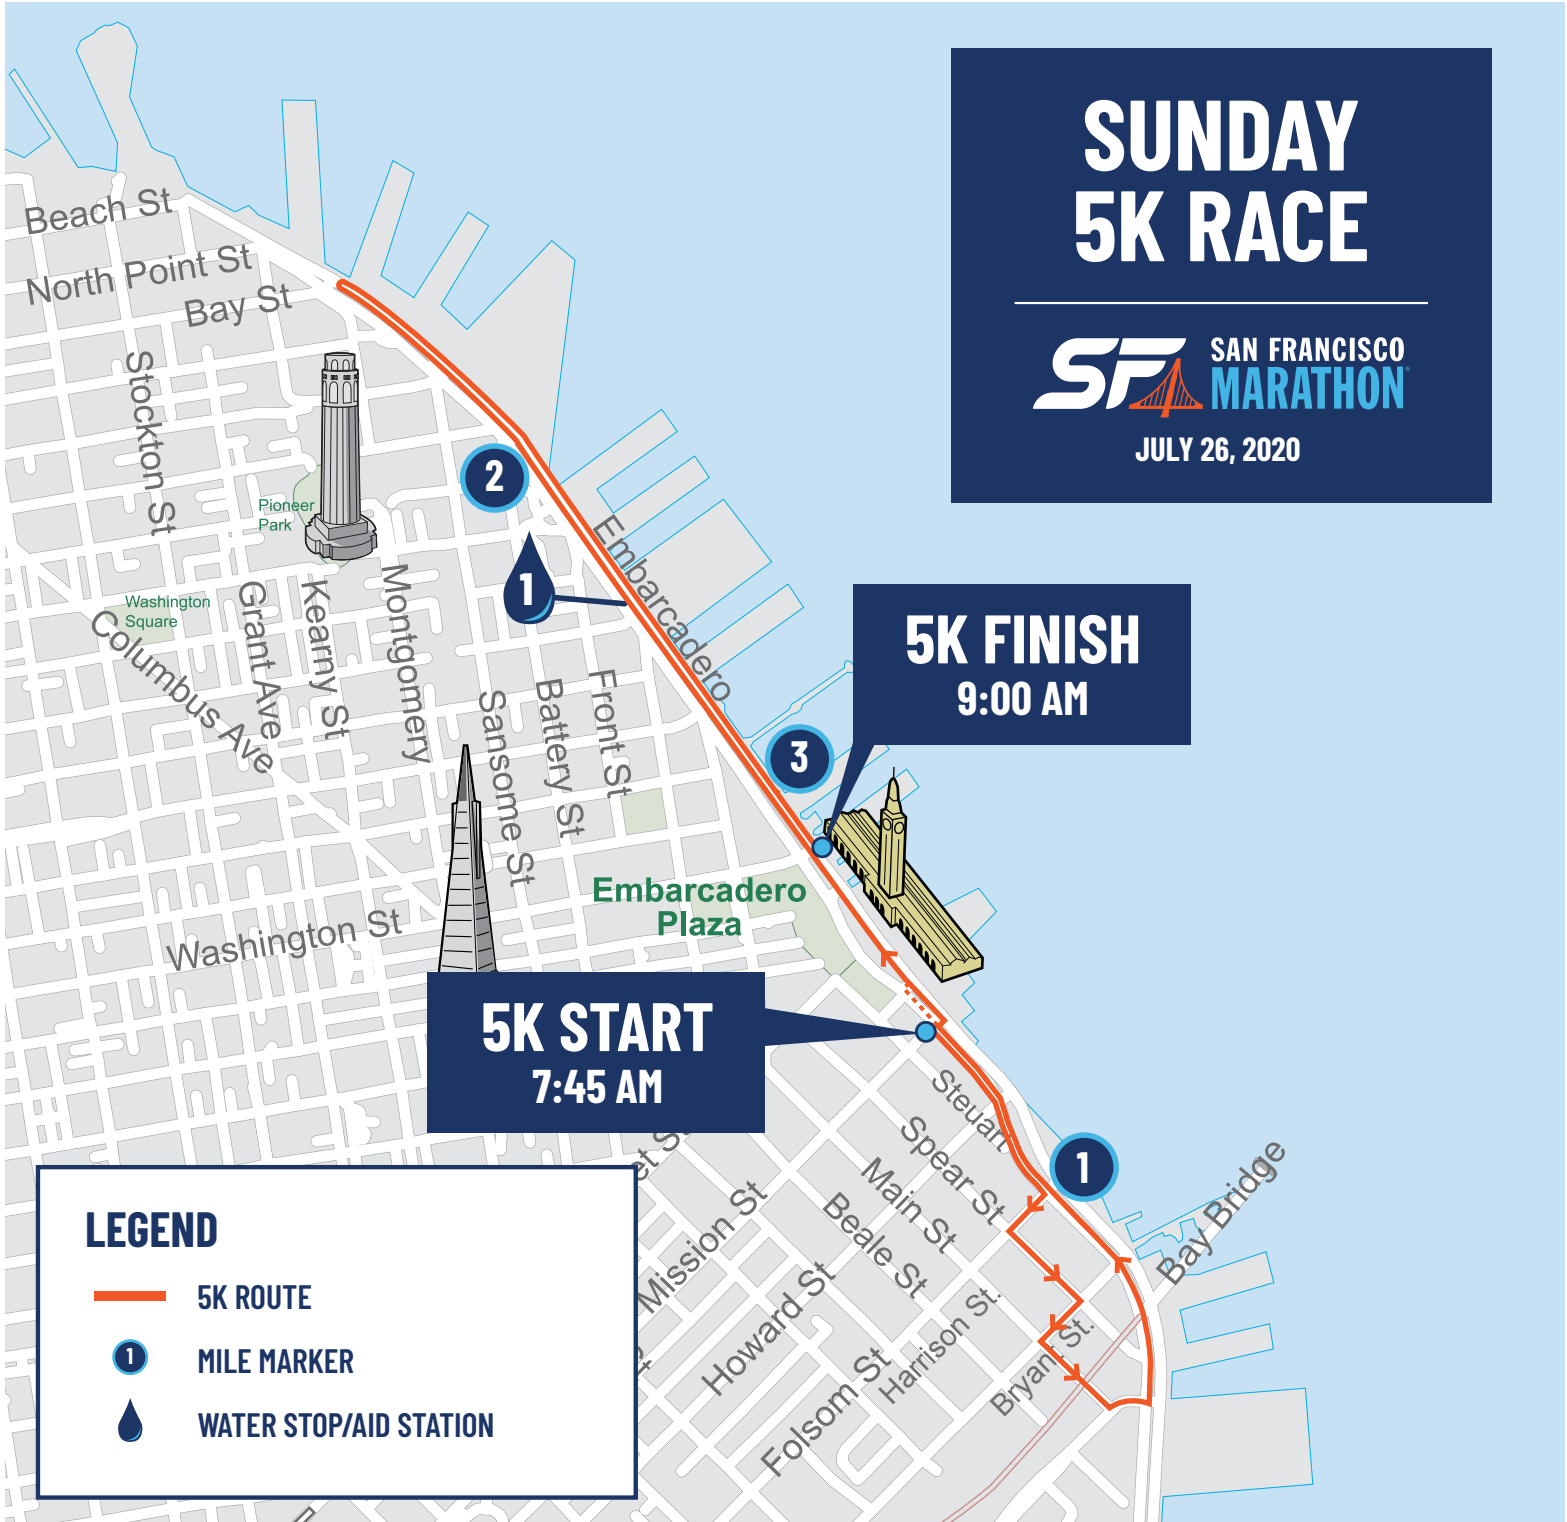 SUNDAY
5K RACE
SF
SAN FRANCISCO
MARATHON
JULY 26, 2020
Beach St
North Point St
Bay St
Stockton St
Pioneer
Park
2
1
Embarcadero
Washington
Square
Columbus Ave
Grant Ave
Kearny St
Montgomery
Sansome St
Battery St
Front St
5K FINISH
9:00 AM
3
Embarcadero
Plaza
Washington St
5K START
7:45 AM
Steuart
Spear St
Main St
Beale St
1
Bay Bridge
et St
Mission St
Howard St
Folsom St
Harrison St.
Bryant St.
LEGEND
5K ROUTE
1
MILE MARKER
WATER STOP/AID STATION